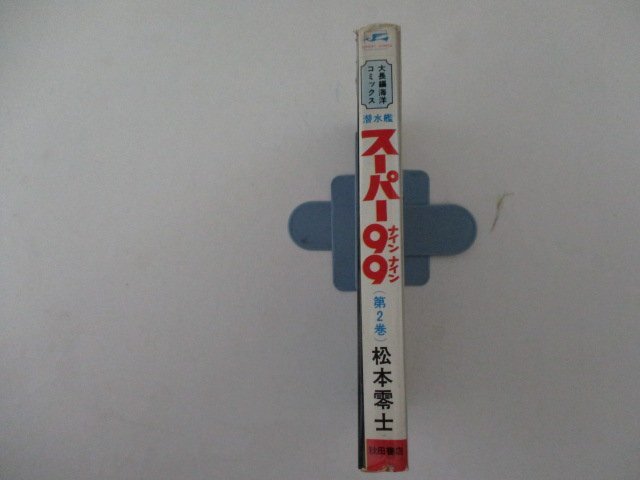 大長編海洋
コミックス
潜水艦
スーパー99
ナインナイン
(第2巻)
松本零士
秋田書店